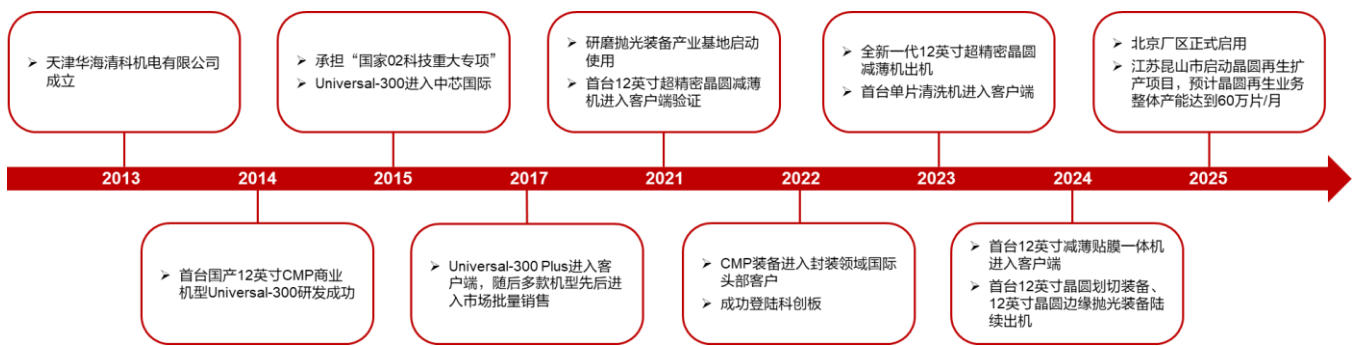 ➢ 天津华海清科机电有限公司
成立
➢ 承担“国家02科技重大专项”
➢ Universal-300进入中芯国际
➢ 研磨抛光装备产业基地启动
使用
➢ 首台12英寸超精密晶圆减薄
机进入客户端验证
➢ 全新一代12英寸超精密晶圆
减薄机出机
➢ 首台单片清洗机进入客户端
➢ 北京厂区正式启用
➢ 江苏昆山市启动晶圆再生扩
产项目，预计晶圆再生业务
整体产能达到60万片/月
2013 2014 2015 2017 2021 2022 2023 2024 2025
➢ 首台国产12英寸CMP商业
机型Universal-300研发成功
➢ Universal-300 Plus进入客
户端，随后多款机型先后进
入市场批量销售
➢ CMP装备进入封装领域国际
头部客户
➢ 成功登陆科创板
➢ 首台12英寸减薄贴膜一体机
进入客户端
➢ 首台12英寸晶圆划切装备、
12英寸晶圆边缘抛光装备陆
续出机